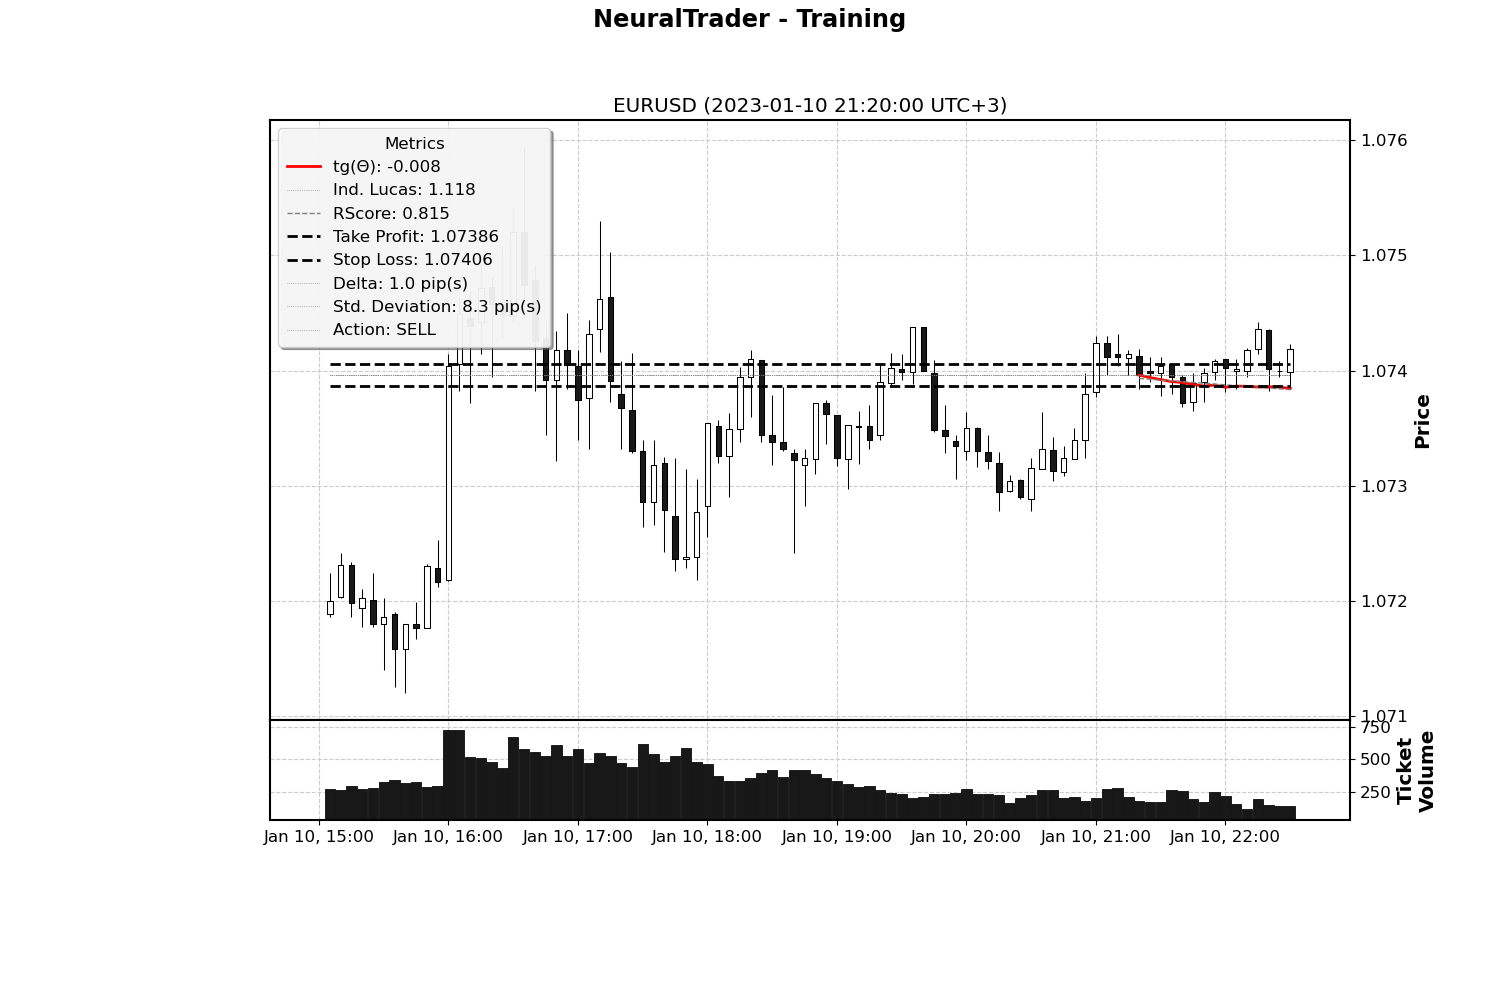 NeuralTrader - Training
EURUSD (2023-01-10 21:20:00 UTC+3)
Metrics
tg(Θ): -0.008
Ind. Lucas: 1.118
RScore: 0.815
Take Profit: 1.07386
Stop Loss: 1.07406
Delta: 1.0 pip(s)
Std. Deviation: 8.3 pip(s)
Action: SELL
1.076
1.075
1.074
1.073
1.072
1.071
Price
750
500
250
Ticket
Volume
Jan 10, 15:00
Jan 10, 16:00
Jan 10, 17:00
Jan 10, 18:00
Jan 10, 19:00
Jan 10, 20:00
Jan 10, 21:00
Jan 10, 22:00